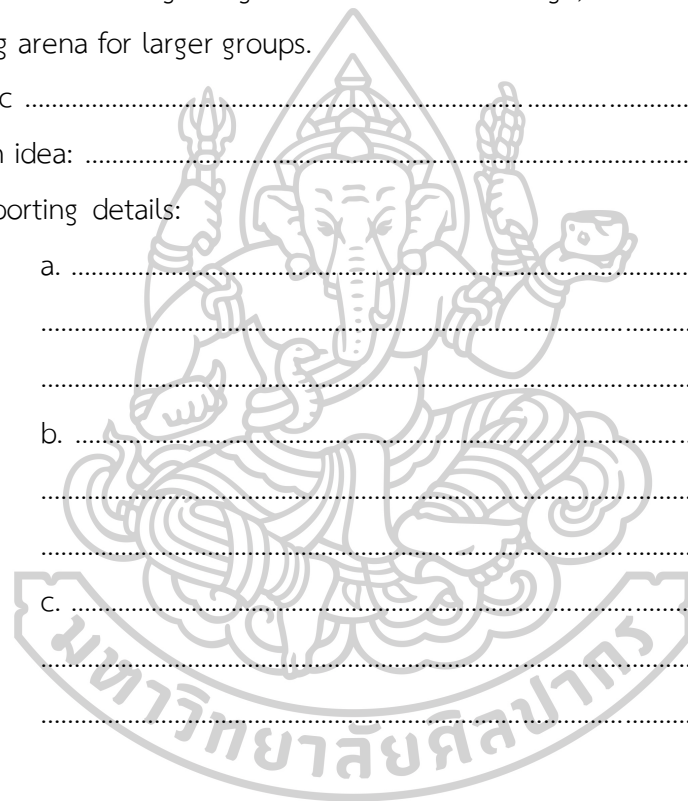 g arena for larger groups.
c ........................................................................................................
n idea: ...............................................................................................
porting details:
a. .................................................................................................
......................................................................................................
......................................................................................................
b. .................................................................................................
......................................................................................................
......................................................................................................
c. .................................................................................................
......................................................................................................
......................................................................................................
มหาวิทยาลัยศิลปากร